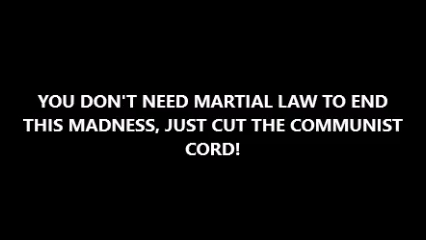 YOU DON'T NEED MARTIAL LAW TO END
THIS MADNESS, JUST CUT THE COMMUNIST
CORD!